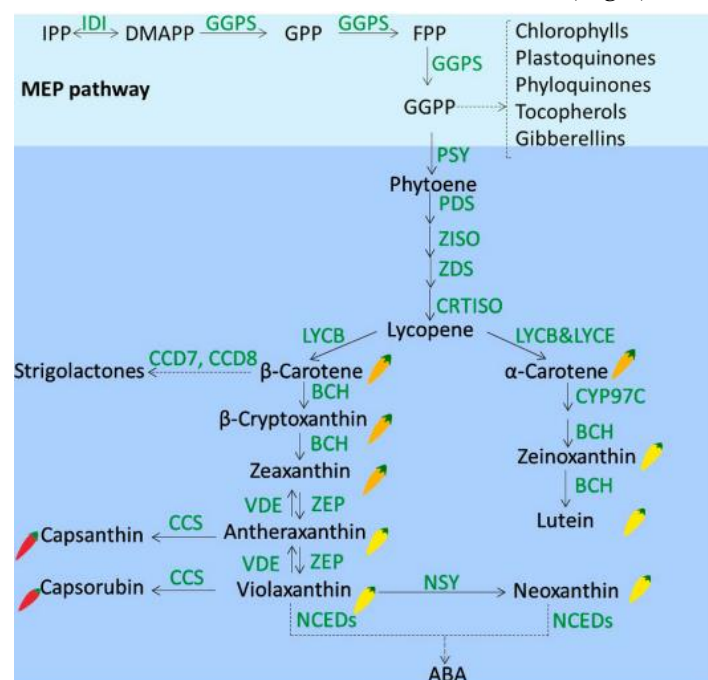 IPP IDI DMAPP GGPS GPP GGPS FPP
GGPS
MEP pathway
GGPP
Chlorophylls
Plastoquinones
Phyloquinones
Tocopherols
Gibberellins
PSY
Phytoene
PDS
ZISO
ZDS
CRTISO
Lycopene
LYCB LYCB&LYCE
Strigolactones CCD7, CCD8 β-Carotene α-Carotene
BCH CYP97C
β-Cryptoxanthin BCH
BCH Zeinoxanthin
Zeaxanthin BCH
VDE ZEP Lutein
Capsanthin CCS Antheraxanthin
VDE ZEP
Capsorubin CCS Violaxanthin NSY Neoxanthin
NCEDs NCEDs
ABA